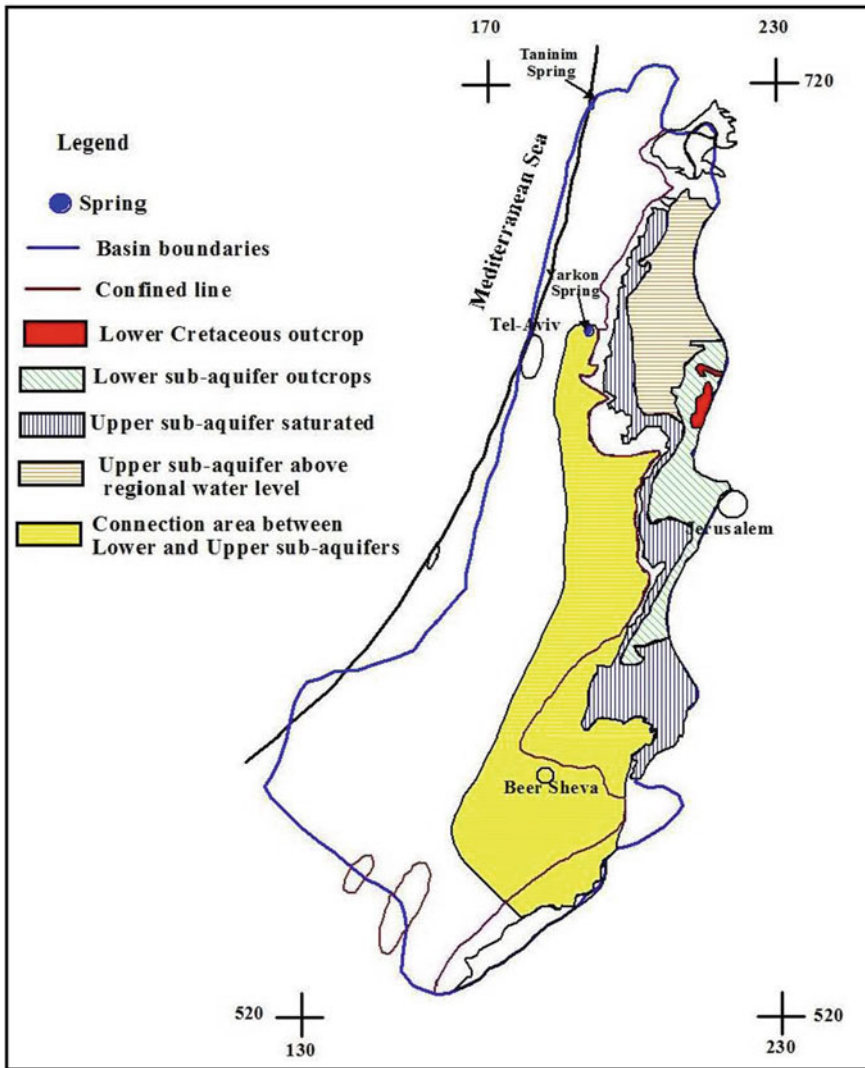 170
230
Taninim
Spring
720
Legend
Mediterranean Sea
Spring
Basin boundaries
Yarkon
Spring
Confined line
Tel-Aviv
Lower Cretaceous outcrop
Lower sub-aquifer outcrops
Upper sub-aquifer saturated
Upper sub-aquifer above
regional water level
Jerusalem
Connection area between
Lower and Upper sub-aquifers
Beer Sheva
520
520
130
230